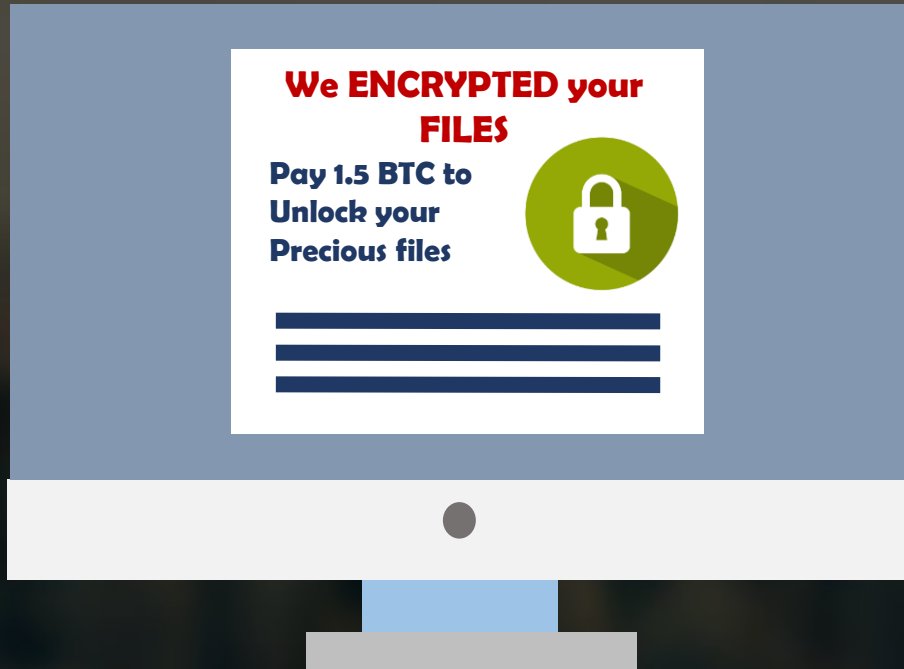 We ENCRYPTED your
FILES
Pay 1.5 BTC to
Unlock your
Precious files